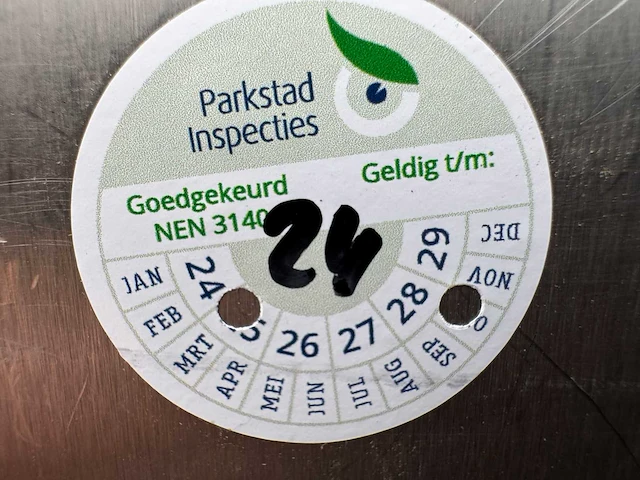 Parkstad
Inspecties
Goedgekeurd
NEN 3140
Geldig t/m:
24
24
26
27
28
29
JAN
FEB
MRT
APR
MEI
JUN
JUL
AUG
SEP
NOV
DEC